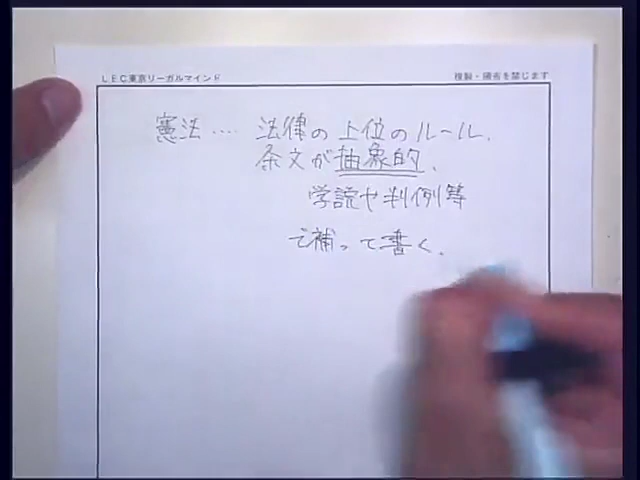 LEC東京リーガルマインド
複製・頒布を禁じます
憲法‥‥ 法律の上位のルール.
条文が抽象的.
学説や判例等
で補って書く.